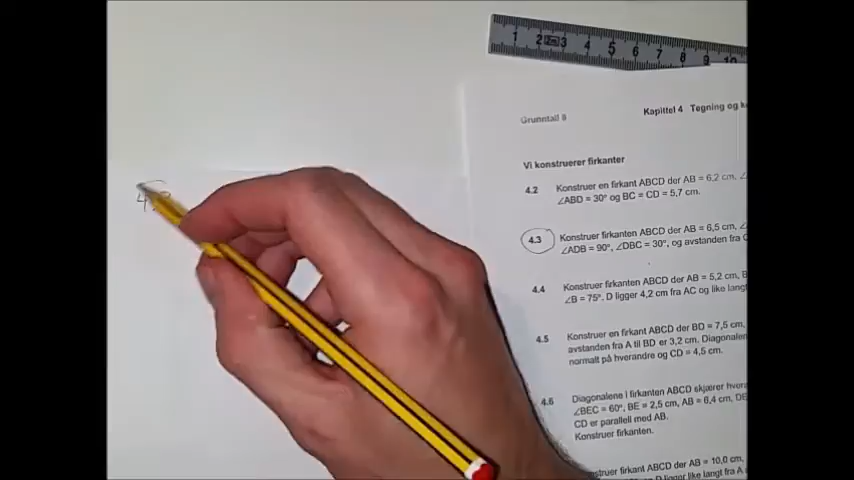 1 2 3 4 5 6 7 8 9 10
2m
Grunntall 8
Kapittel 4 Tegning og
Vi konstruerer firkanter
4.2 Konstruer en firkant ABCD der AB = 6,2 cm,
∠ABD = 30° og BC = CD = 5,7 cm.
4.3 Konstruer firkanten ABCD der AB = 6,5 cm,
∠ADB = 90°, ∠DBC = 30°, og avstanden fra
4.4 Konstruer firkanten ABCD der AB = 5,2 cm,
∠B = 75°. D ligger 4,2 cm fra AC og like langt
4.5 Konstruer en firkant ABCD der BD = 7,5 cm,
avstanden fra A til BD er 3,2 cm. Diagonalene
normalt på hverandre og CD = 4,5 cm.
4.6 Diagonalene i firkanten ABCD skjærer
∠BEC = 60°, BE = 2,5 cm, AB = 6,4 cm,
CD er parallell med AB.
Konstruer firkanten.
firkant ABCD der AB = 10,0 cm,
ligger like langt fra